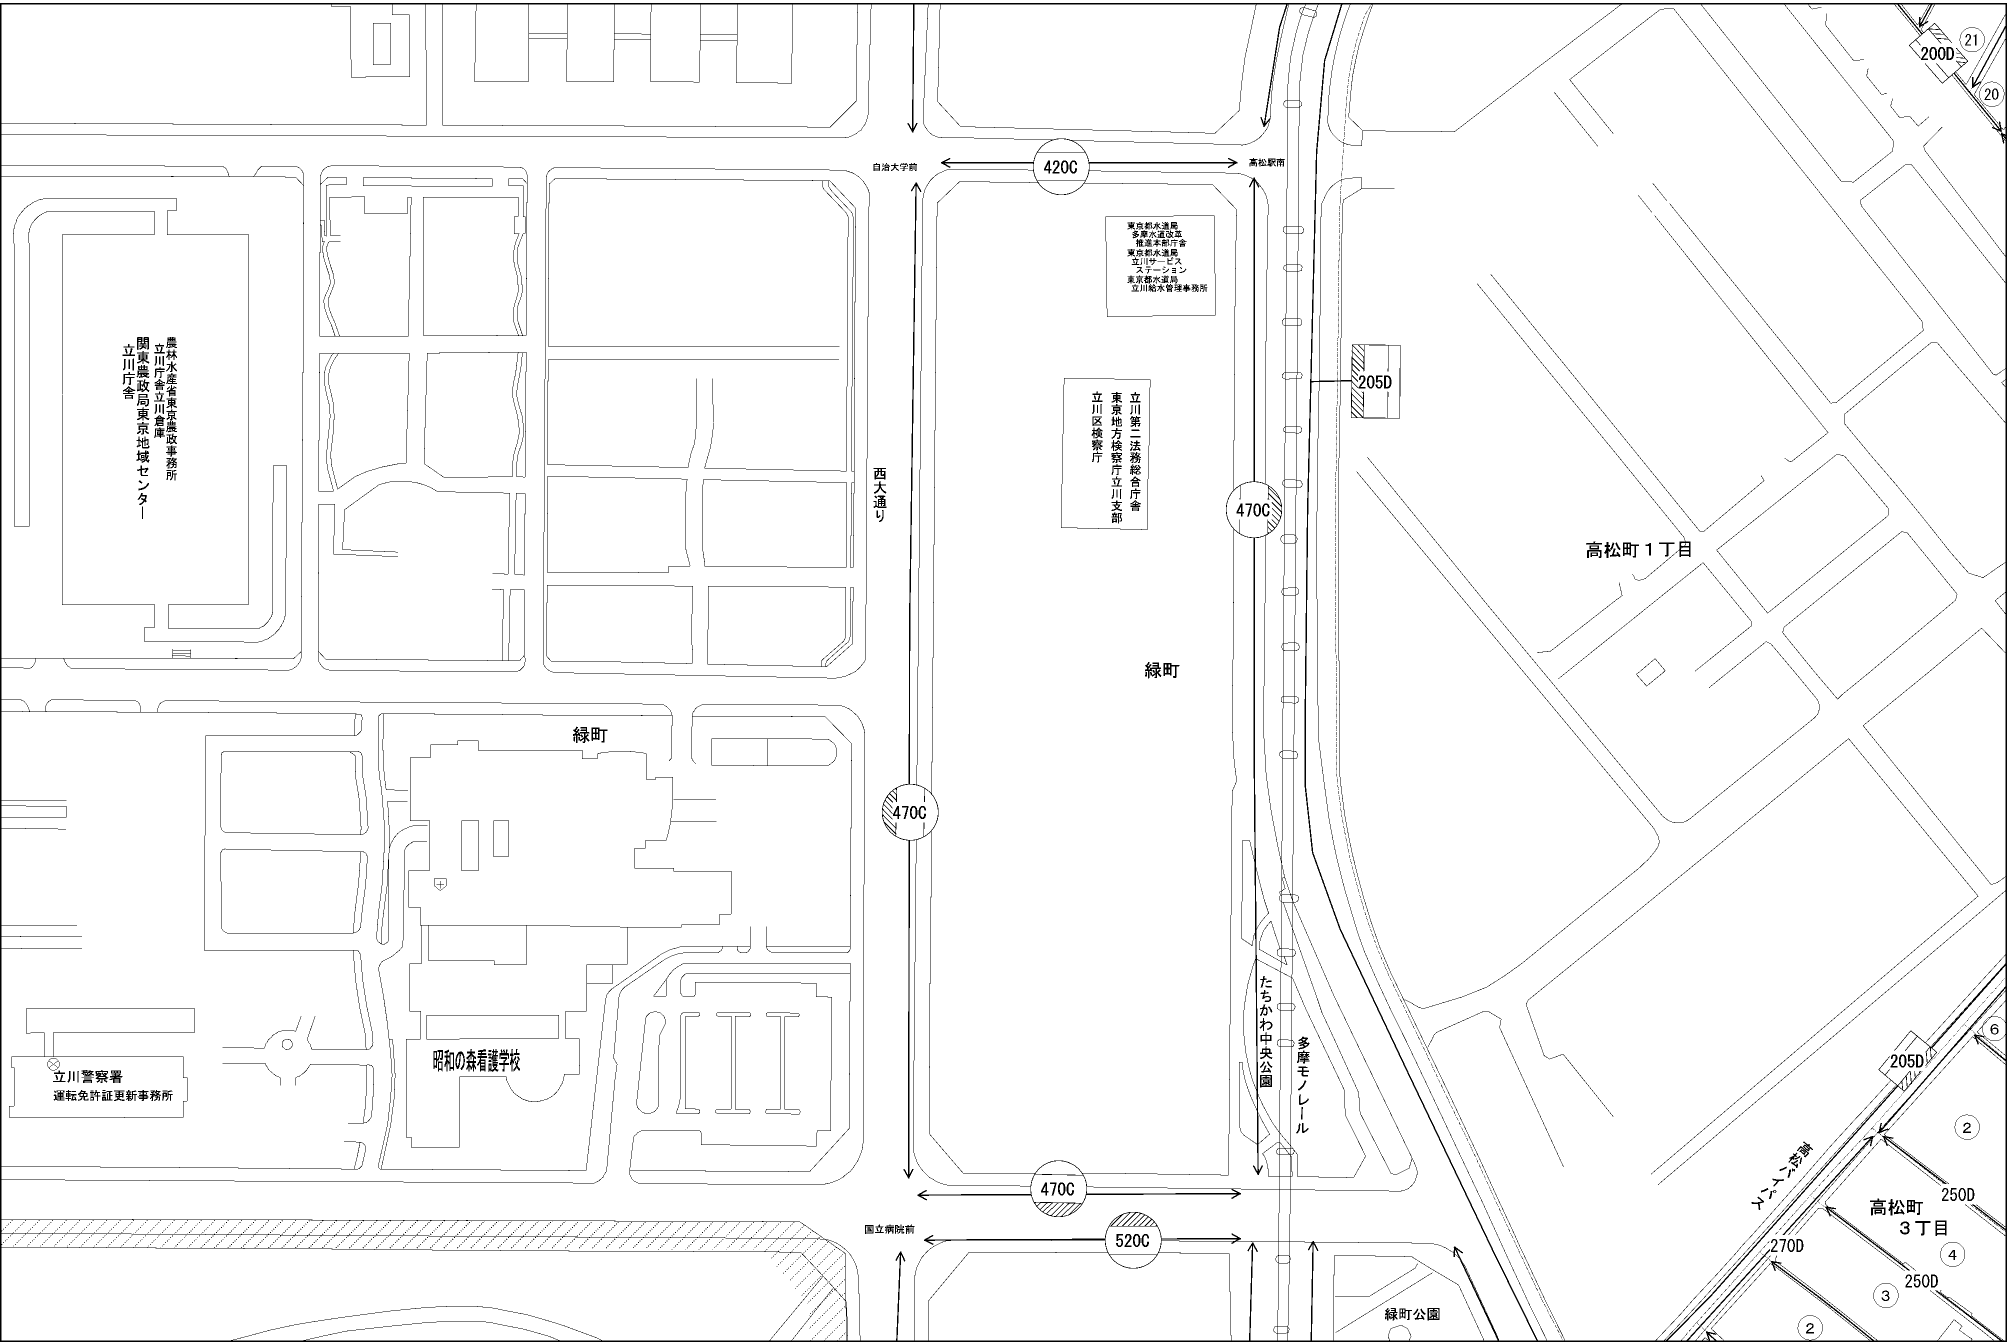 200D
21
20
自治大学前
420C
高松駅南
東京都水道局
多摩水道改革
推進本部庁舎
東京都水道局
立川サービス
ステーション
東京都水道局
立川給水管理事務所
農林水産省東京農政事務所
立川庁舎立川倉庫
関東農政局東京地域センター
立川庁舎
205D
立川第二法務総合庁舎
東京地方検察庁立川支部
立川区検察庁
西大通り
470C
高松町1丁目
緑町
緑町
470C
たちかわ中央公園
多摩モノレール
6
205D
昭和の森看護学校
立川警察署
運転免許証更新事務所
2
高松バイパス
470C
250D
高松町
3丁目
国立病院前
520C
270D
4
250D
3
緑町公園
2